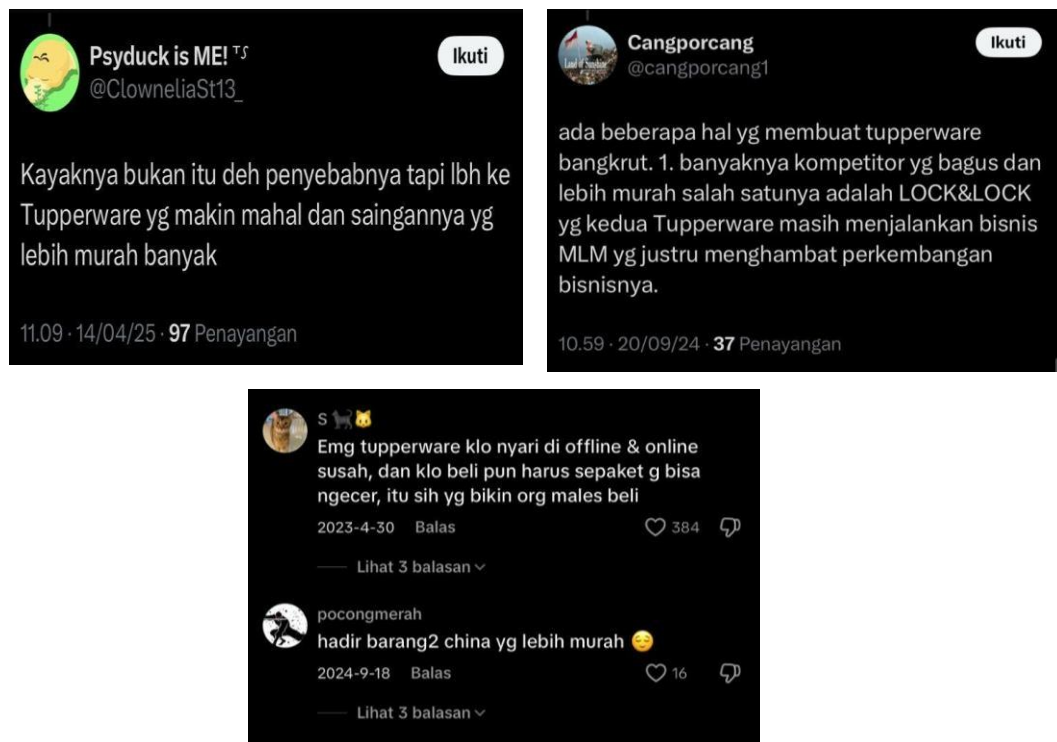 Psyduck is ME! ᵀᔑ
Ikuti
@ClowneliaSt13_
Kayaknya bukan itu deh penyebabnya tapi lbh ke
Tupperware yg makin mahal dan saingannya yg
lebih murah banyak
11.09 · 14/04/25 · 97 Penayangan
Cangporcang
Ikuti
@cangporcang1
ada beberapa hal yg membuat tupperware
bangkrut. 1. banyaknya kompetitor yg bagus dan
lebih murah salah satunya adalah LOCK&LOCK
yg kedua Tupperware masih menjalankan bisnis
MLM yg justru menghambat perkembangan
bisnisnya.
10.59 · 20/09/24 · 37 Penayangan
S 🐈‍⬛🐱
Emg tupperware klo nyari di offline & online
susah, dan klo beli pun harus sepaket g bisa
ngecer, itu sih yg bikin org males beli
2023-4-30 Balas 384
Lihat 3 balasan
pocongmerah
hadir barang2 china yg lebih murah 😌
2024-9-18 Balas 16
Lihat 3 balasan